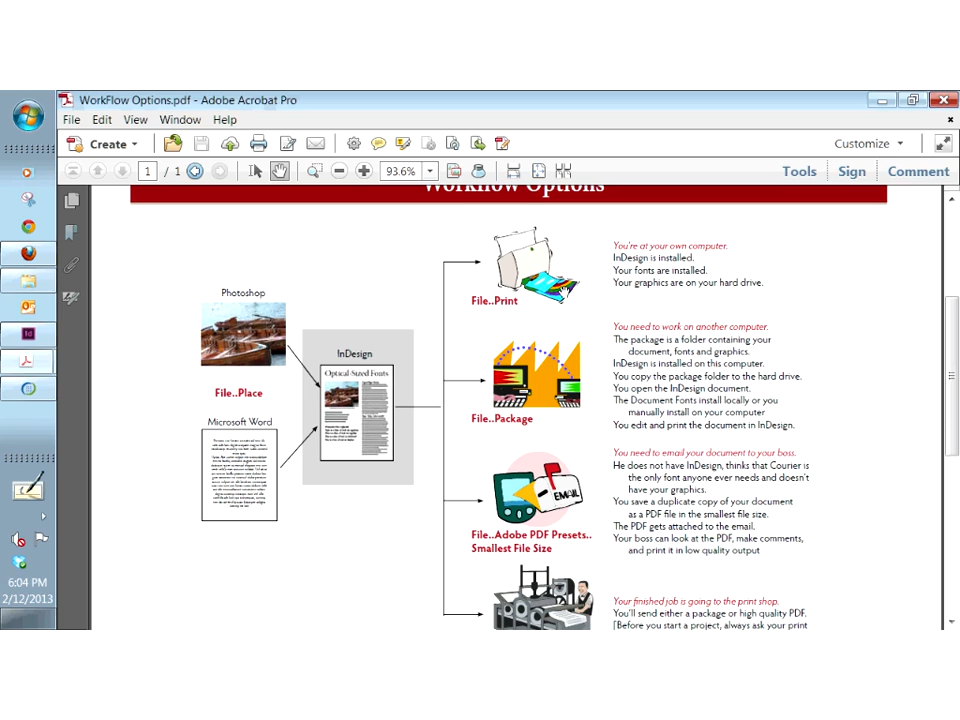 WorkFlow Options.pdf - Adobe Acrobat Pro
File Edit View Window Help
Create Customize
1 / 1 93.6% Tools Sign Comment
Workflow Options
Photoshop
File..Place
Microsoft Word
InDesign
Optical-Sized Fonts
File..Print
You're at your own computer.
InDesign is installed.
Your fonts are installed.
Your graphics are on your hard drive.
File..Package
You need to work on another computer.
The package is a folder containing your
document, fonts and graphics.
InDesign is installed on this computer.
You copy the package folder to the hard drive.
You open the InDesign document.
The Document Fonts install locally or you
manually install on your computer
You edit and print the document in InDesign.
EMAIL
File..Adobe PDF Presets..
Smallest File Size
You need to email your document to your boss.
He does not have InDesign, thinks that Courier is
the only font anyone ever needs and doesn't
have your graphics.
You save a duplicate copy of your document
as a PDF file in the smallest file size.
The PDF gets attached to the email.
Your boss can look at the PDF, make comments,
and print it in low quality output
Your finished job is going to the print shop.
You'll send either a package or high quality PDF.
[Before you start a project, always ask your print
6:04 PM
2/12/2013